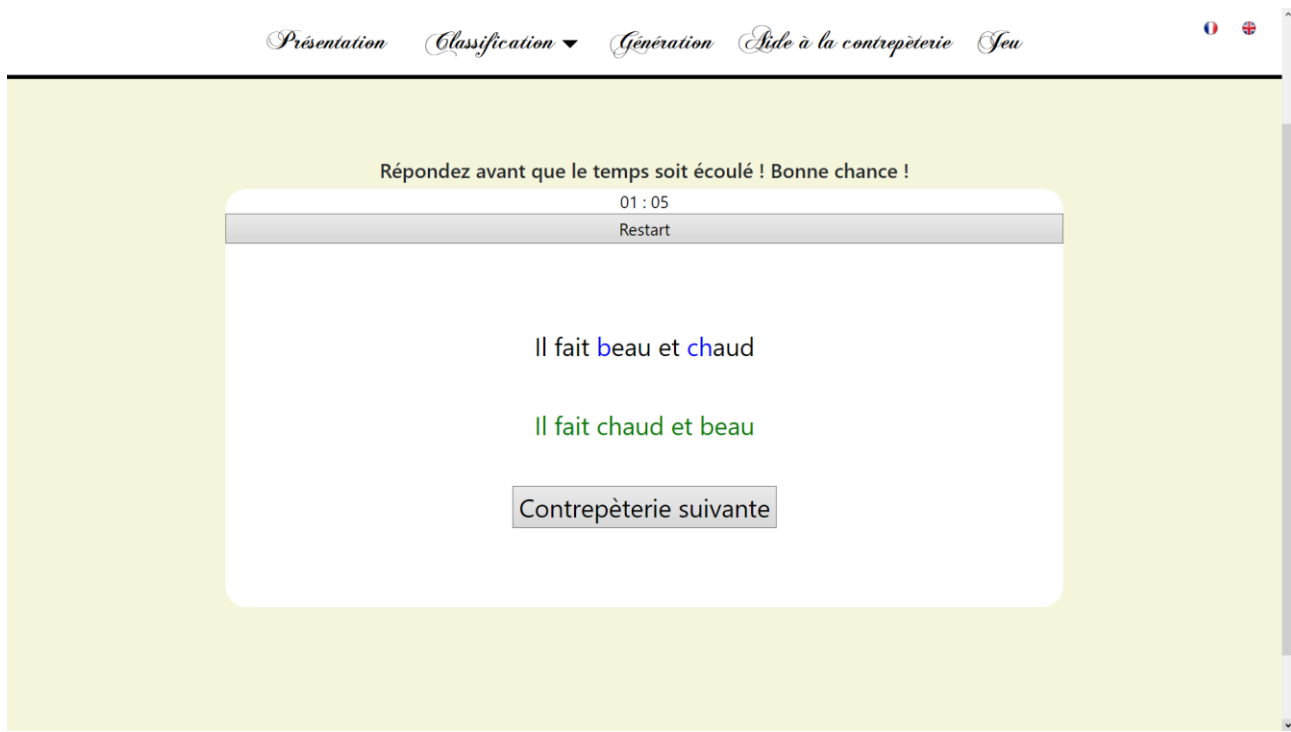 Présentation Classification Génération Aide à la contrepèterie Jeu
Répondez avant que le temps soit écoulé ! Bonne chance !
01 : 05
Restart
Il fait beau et chaud
Il fait chaud et beau
Contrepèterie suivante